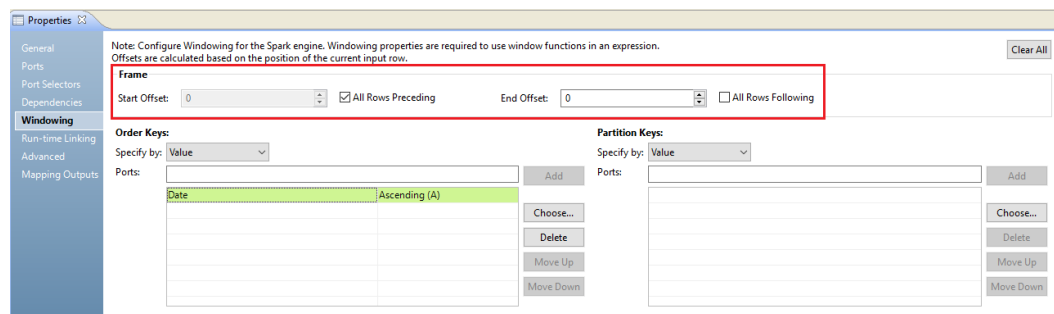 Properties
General
Ports
Port Selectors
Dependencies
Windowing
Run-time Linking
Advanced
Mapping Outputs
Note: Configure Windowing for the Spark engine. Windowing properties are required to use window functions in an expression.
Offsets are calculated based on the position of the current input row.
Clear All
Frame
Start Offset: 0 All Rows Preceding End Offset: 0 All Rows Following
Order Keys:
Specify by: Value
Ports: Add
Date Ascending (A)
Choose...
Delete
Move Up
Move Down
Partition Keys:
Specify by: Value
Ports: Add
Choose...
Delete
Move Up
Move Down